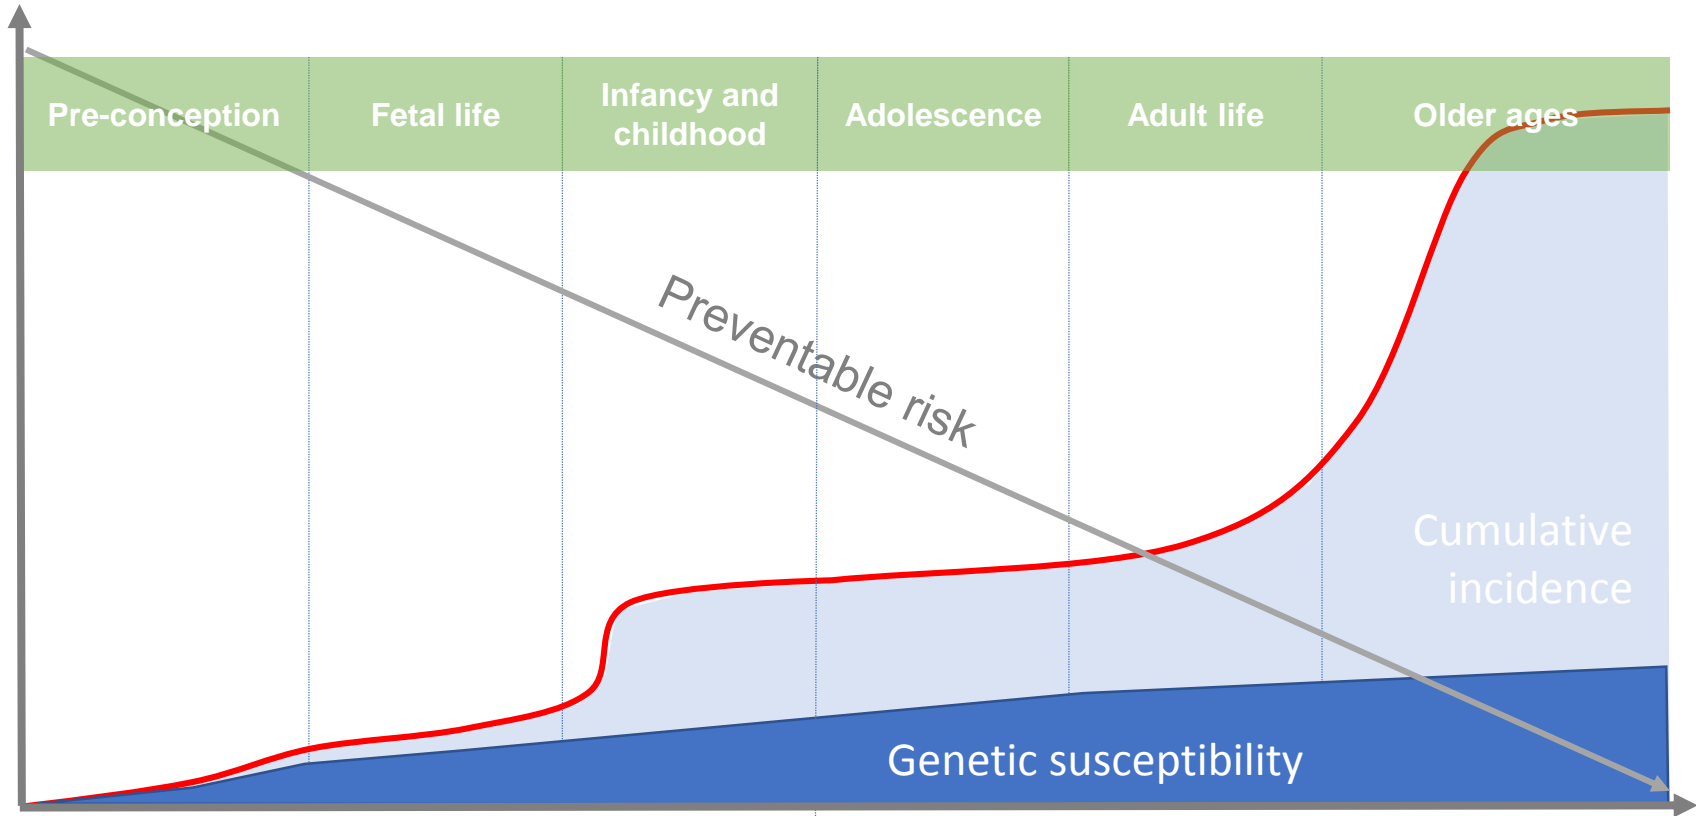 Pre-conception
Fetal life
Infancy and
childhood
Adolescence
Adult life
Older ages
Preventable risk
Cumulative
incidence
Genetic susceptibility